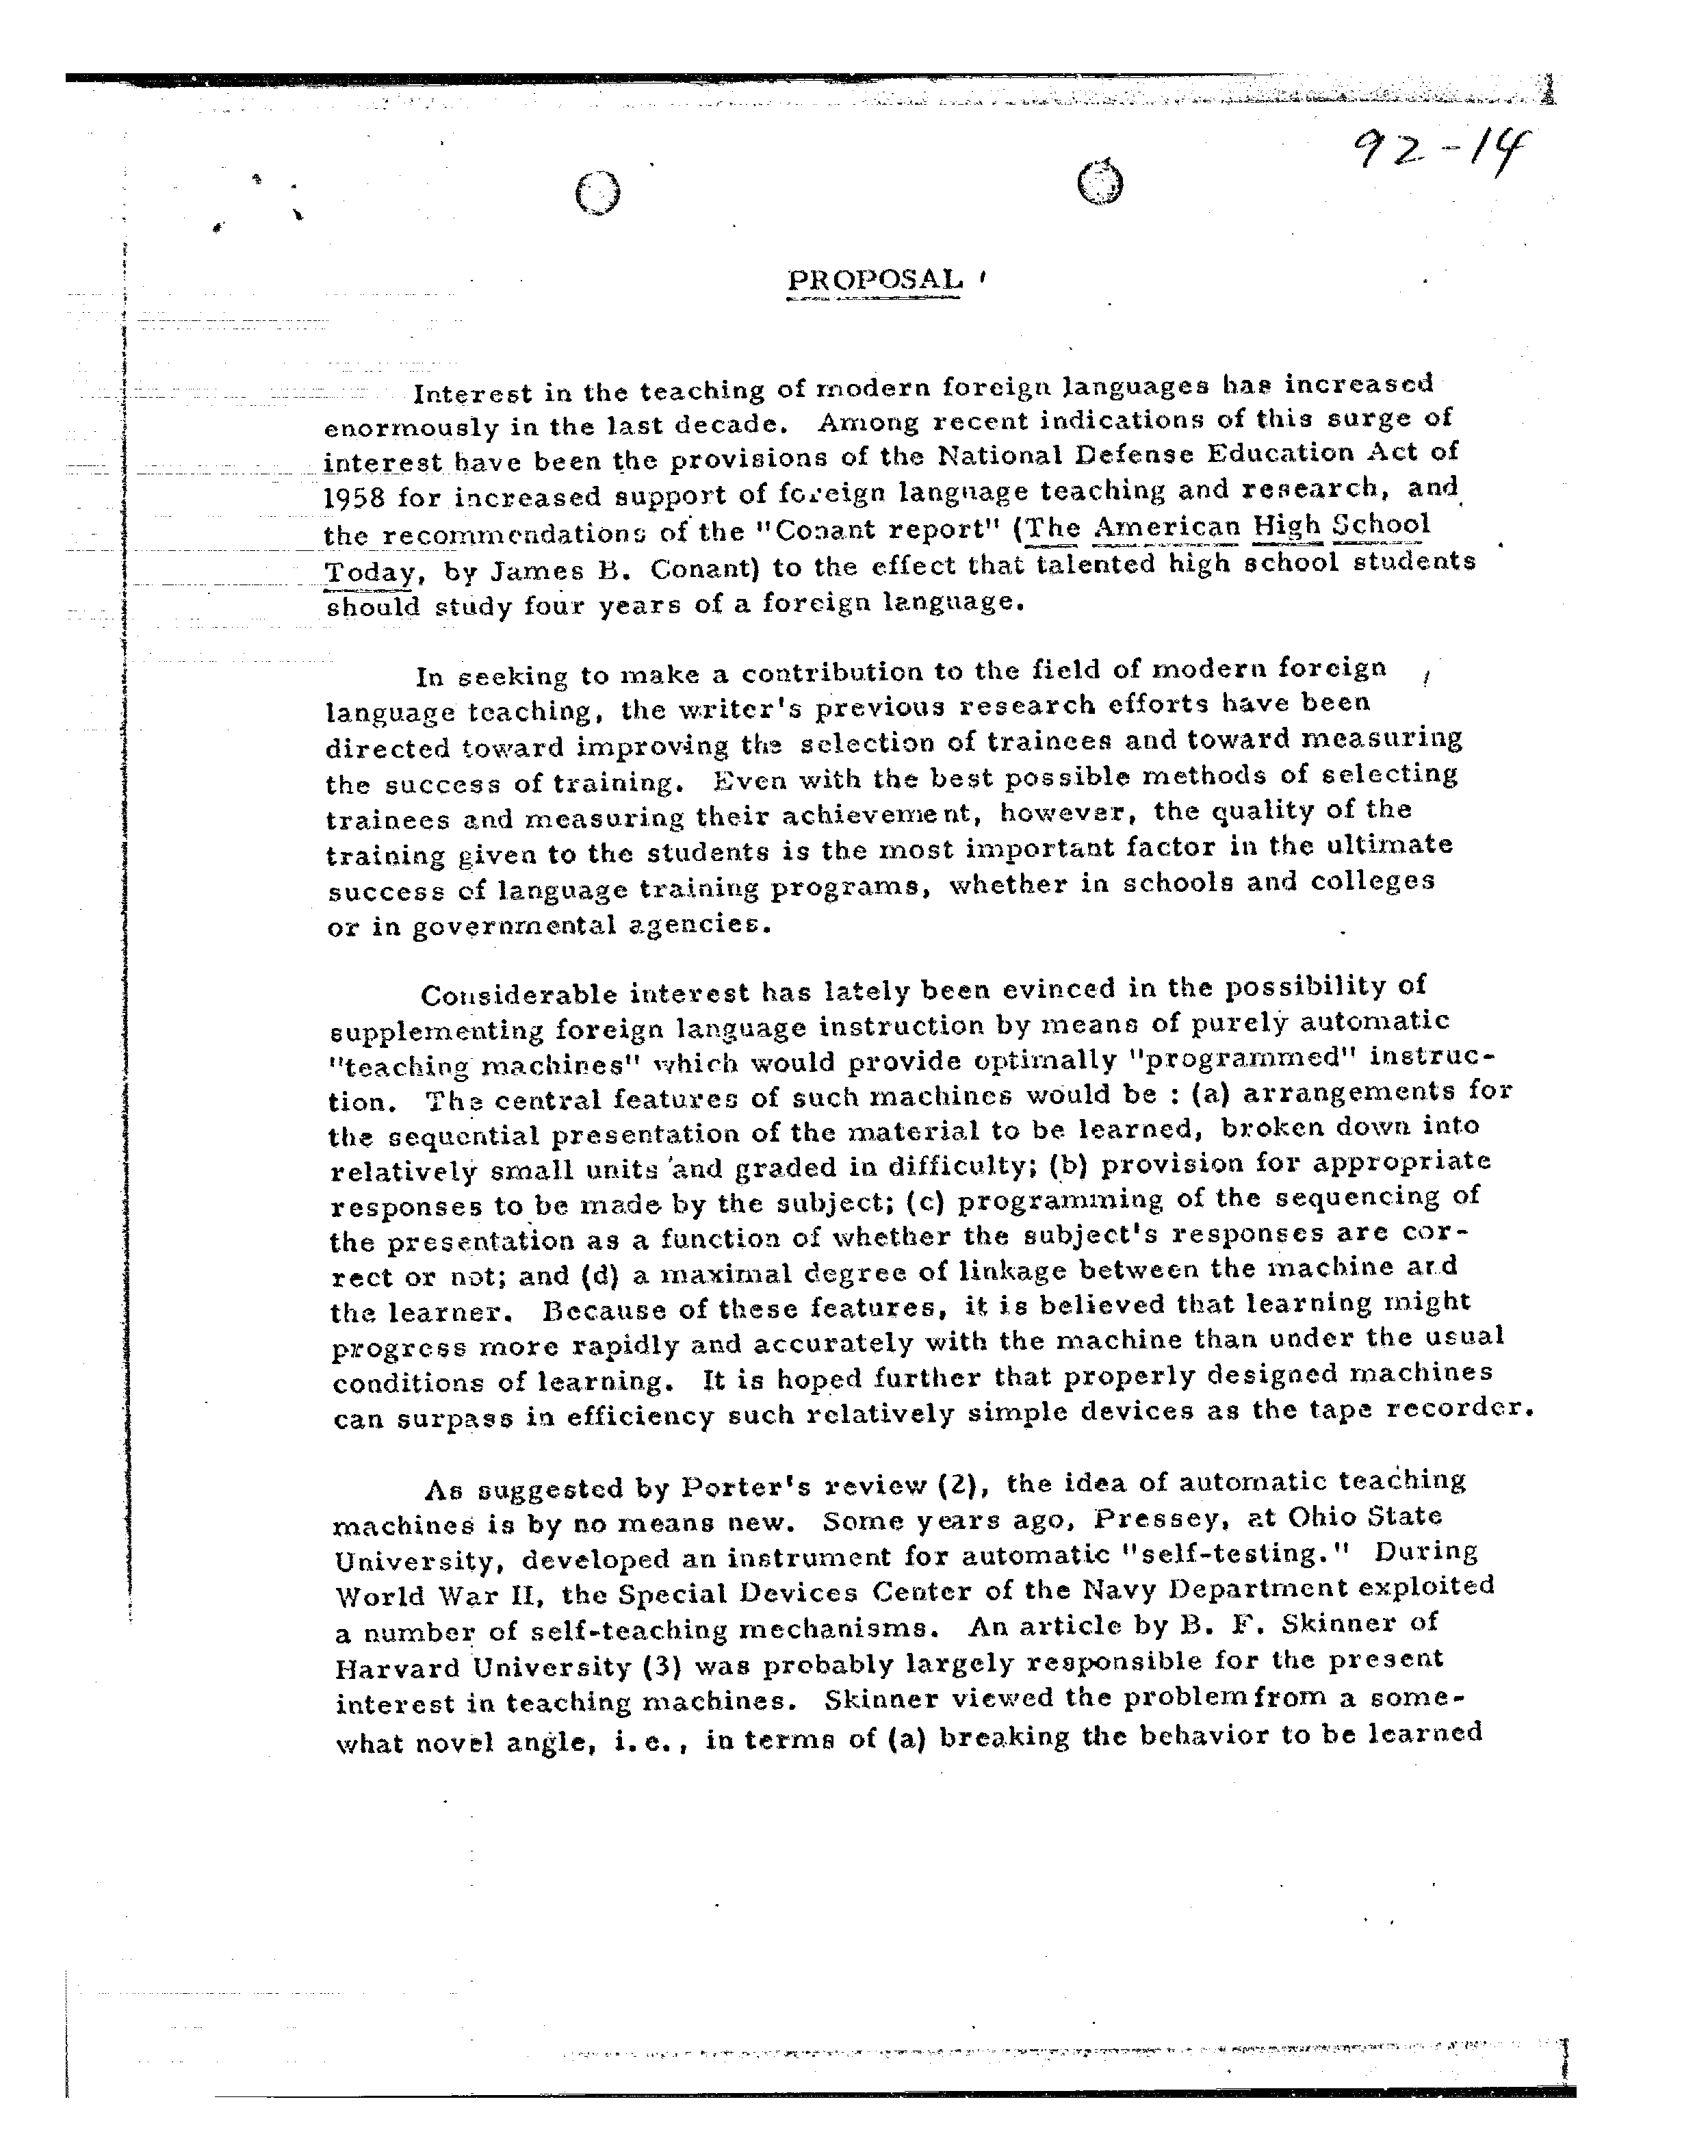 92-14
PROPOSAL
Interest in the teaching of modern foreign languages has increased
enormously in the last decade. Among recent indications of this surge of
interest have been the provisions of the National Defense Education Act of
1958 for increased support of foreign language teaching and research, and
the recommendations of the "Conant report" (The American High School
Today, by James B. Conant) to the effect that talented high school students
should study four years of a foreign language.
In seeking to make a contribution to the field of modern foreign
language teaching, the writer's previous research efforts have been
directed toward improving the selection of trainees and toward measuring
the success of training. Even with the best possible methods of selecting
trainees and measuring their achievement, however, the quality of the
training given to the students is the most important factor in the ultimate
success of language training programs, whether in schools and colleges
or in governmental agencies.
Considerable interest has lately been evinced in the possibility of
supplementing foreign language instruction by means of purely automatic
"teaching machines" which would provide optimally "programmed" instruc-
tion. The central features of such machines would be : (a) arrangements for
the sequential presentation of the material to be learned, broken down into
relatively small units and graded in difficulty; (b) provision for appropriate
responses to be made by the subject; (c) programming of the sequencing of
the presentation as a function of whether the subject's responses are cor-
rect or not; and (d) a maximal degree of linkage between the machine and
the learner. Because of these features, it is believed that learning might
progress more rapidly and accurately with the machine than under the usual
conditions of learning. It is hoped further that properly designed machines
can surpass in efficiency such relatively simple devices as the tape recorder.
As suggested by Porter's review (2), the idea of automatic teaching
machines is by no means new. Some years ago, Pressey, at Ohio State
University, developed an instrument for automatic "self-testing." During
World War II, the Special Devices Center of the Navy Department exploited
a number of self-teaching mechanisms. An article by B. F. Skinner of
Harvard University (3) was probably largely responsible for the present
interest in teaching machines. Skinner viewed the problem from a some-
what novel angle, i.e., in terms of (a) breaking the behavior to be learned